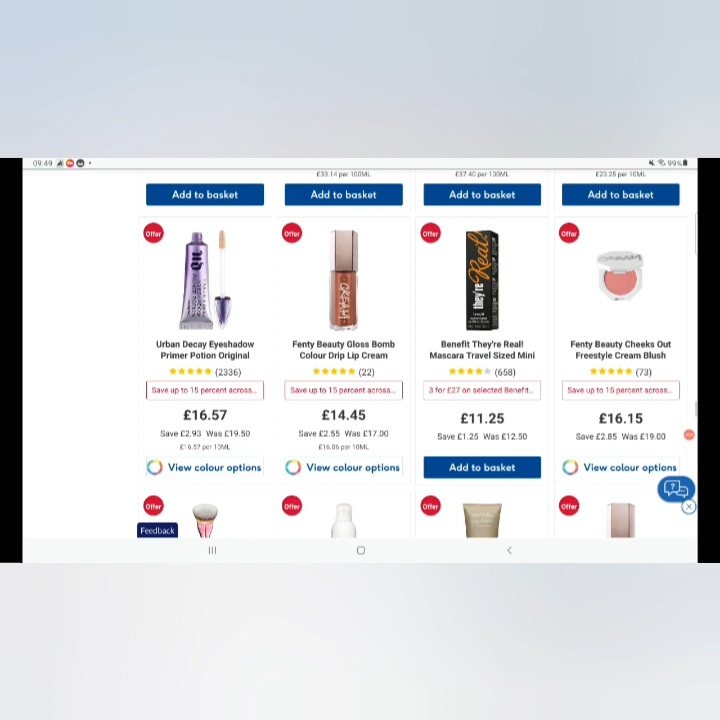 09:49 99%
£33.14 per 100ML £37.40 per 100ML £23.25 per 10ML
Add to basket Add to basket Add to basket Add to basket
Offer Offer Offer Offer
they're Real!
CREAM
Urban Decay Eyeshadow Primer Potion Original
(2336)
Save up to 15 percent across...
£16.57
Save £2.93 Was £19.50
£16.57 per 10ML
View colour options
Fenty Beauty Gloss Bomb Colour Drip Lip Cream
(22)
Save up to 15 percent across...
£14.45
Save £2.55 Was £17.00
£16.06 per 10ML
View colour options
Benefit They're Real! Mascara Travel Sized Mini
(658)
3 for £27 on selected Benefit...
£11.25
Save £1.25 Was £12.50
Add to basket
Fenty Beauty Cheeks Out Freestyle Cream Blush
(73)
Save up to 15 percent across...
£16.15
Save £2.85 Was £19.00
View colour options
Offer Offer Offer Offer
Feedback